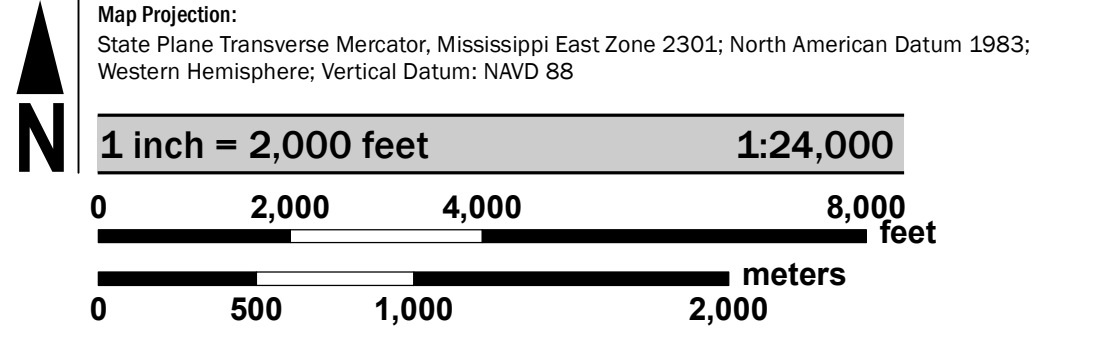 Map Projection:
State Plane Transverse Mercator, Mississippi East Zone 2301; North American Datum 1983;
Western Hemisphere; Vertical Datum: NAVD 88
N
1 inch = 2,000 feet 1:24,000
0 2,000 4,000 8,000
feet
meters
0 500 1,000 2,000